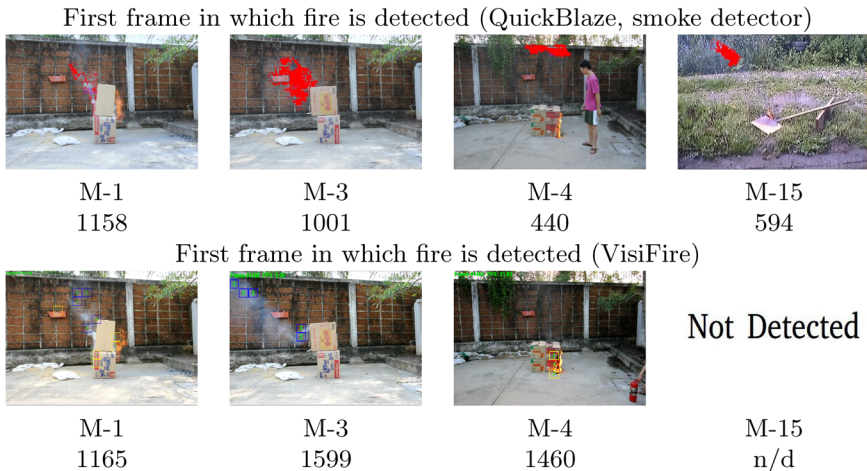 First frame in which fire is detected (QuickBlaze, smoke detector)
M-1 M-3 M-4 M-15
1158 1001 440 594
First frame in which fire is detected (VisiFire)
Not Detected
M-1 M-3 M-4 M-15
1165 1599 1460 n/d